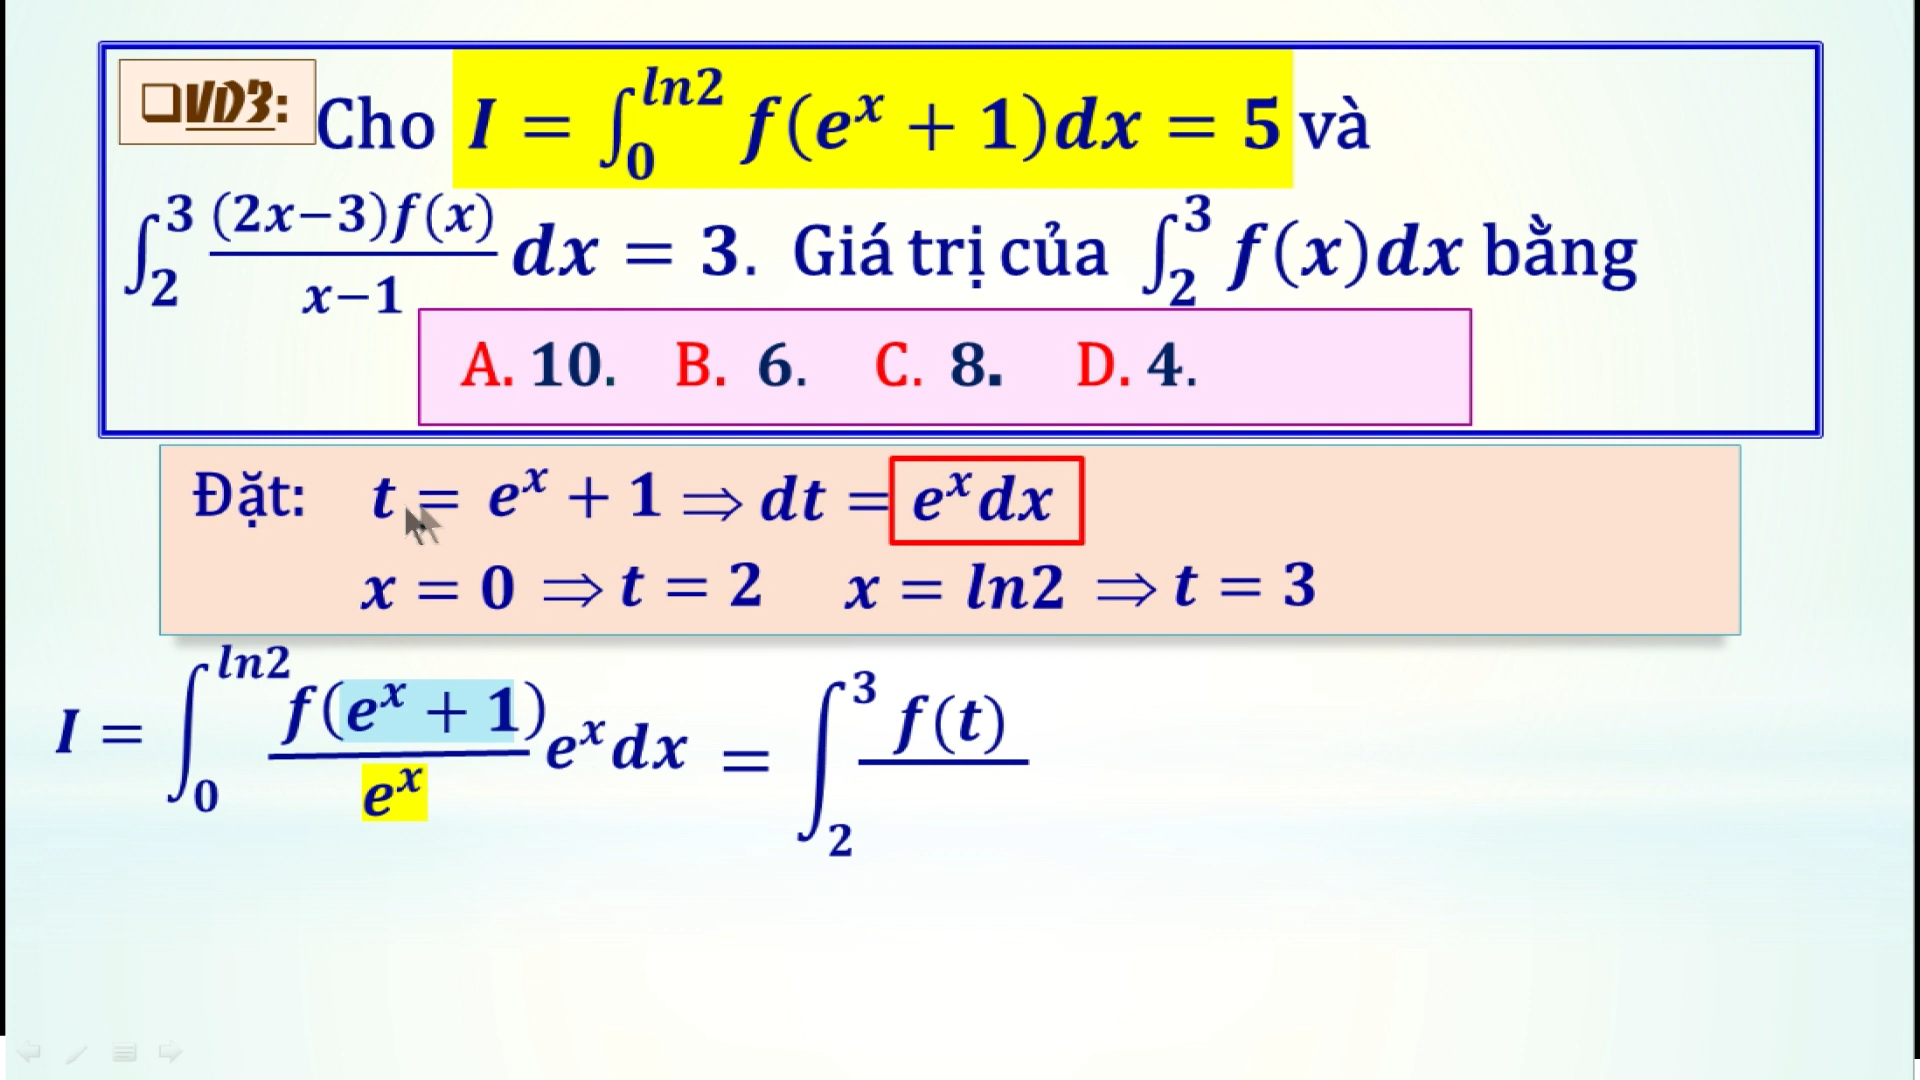 ❑VD3: Cho I = ∫₀^{ln2} f(eˣ + 1)dx = 5 và
∫₂³ (2x−3)f(x)/(x−1) dx = 3. Giá trị của ∫₂³ f(x)dx bằng
A. 10. B. 6. C. 8. D. 4.
Đặt: t = eˣ + 1 ⇒ dt = eˣdx
x = 0 ⇒ t = 2 x = ln2 ⇒ t = 3
I = ∫₀^{ln2} f(eˣ + 1)/eˣ eˣdx = ∫₂³ f(t)/